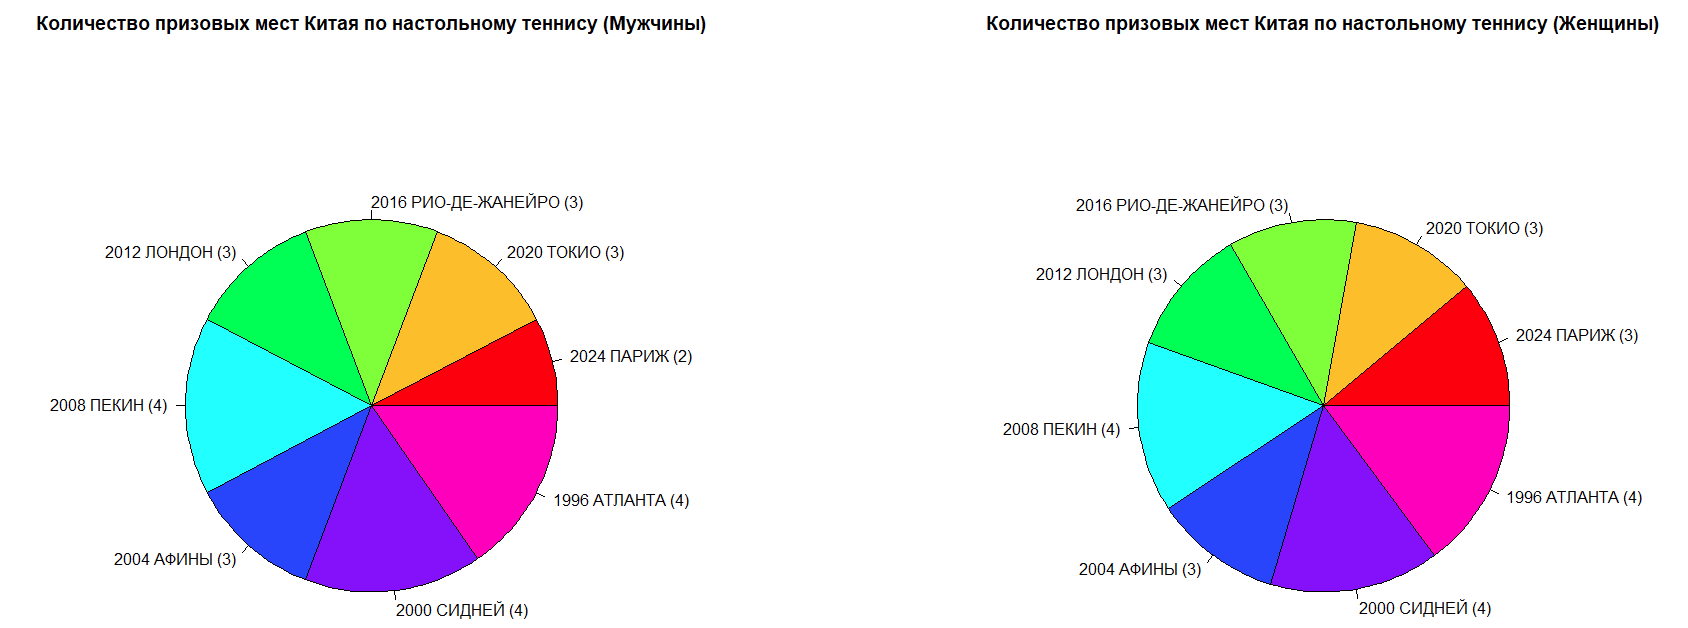 Количество призовых мест Китая по настольному теннису (Мужчины)
2016 РИО-ДЕ-ЖАНЕЙРО (3)
2012 ЛОНДОН (3)
2020 ТОКИО (3)
2024 ПАРИЖ (2)
2008 ПЕКИН (4)
1996 АТЛАНТА (4)
2004 АФИНЫ (3)
2000 СИДНЕЙ (4)
Количество призовых мест Китая по настольному теннису (Женщины)
2016 РИО-ДЕ-ЖАНЕЙРО (3)
2020 ТОКИО (3)
2012 ЛОНДОН (3)
2024 ПАРИЖ (3)
2008 ПЕКИН (4)
1996 АТЛАНТА (4)
2004 АФИНЫ (3)
2000 СИДНЕЙ (4)